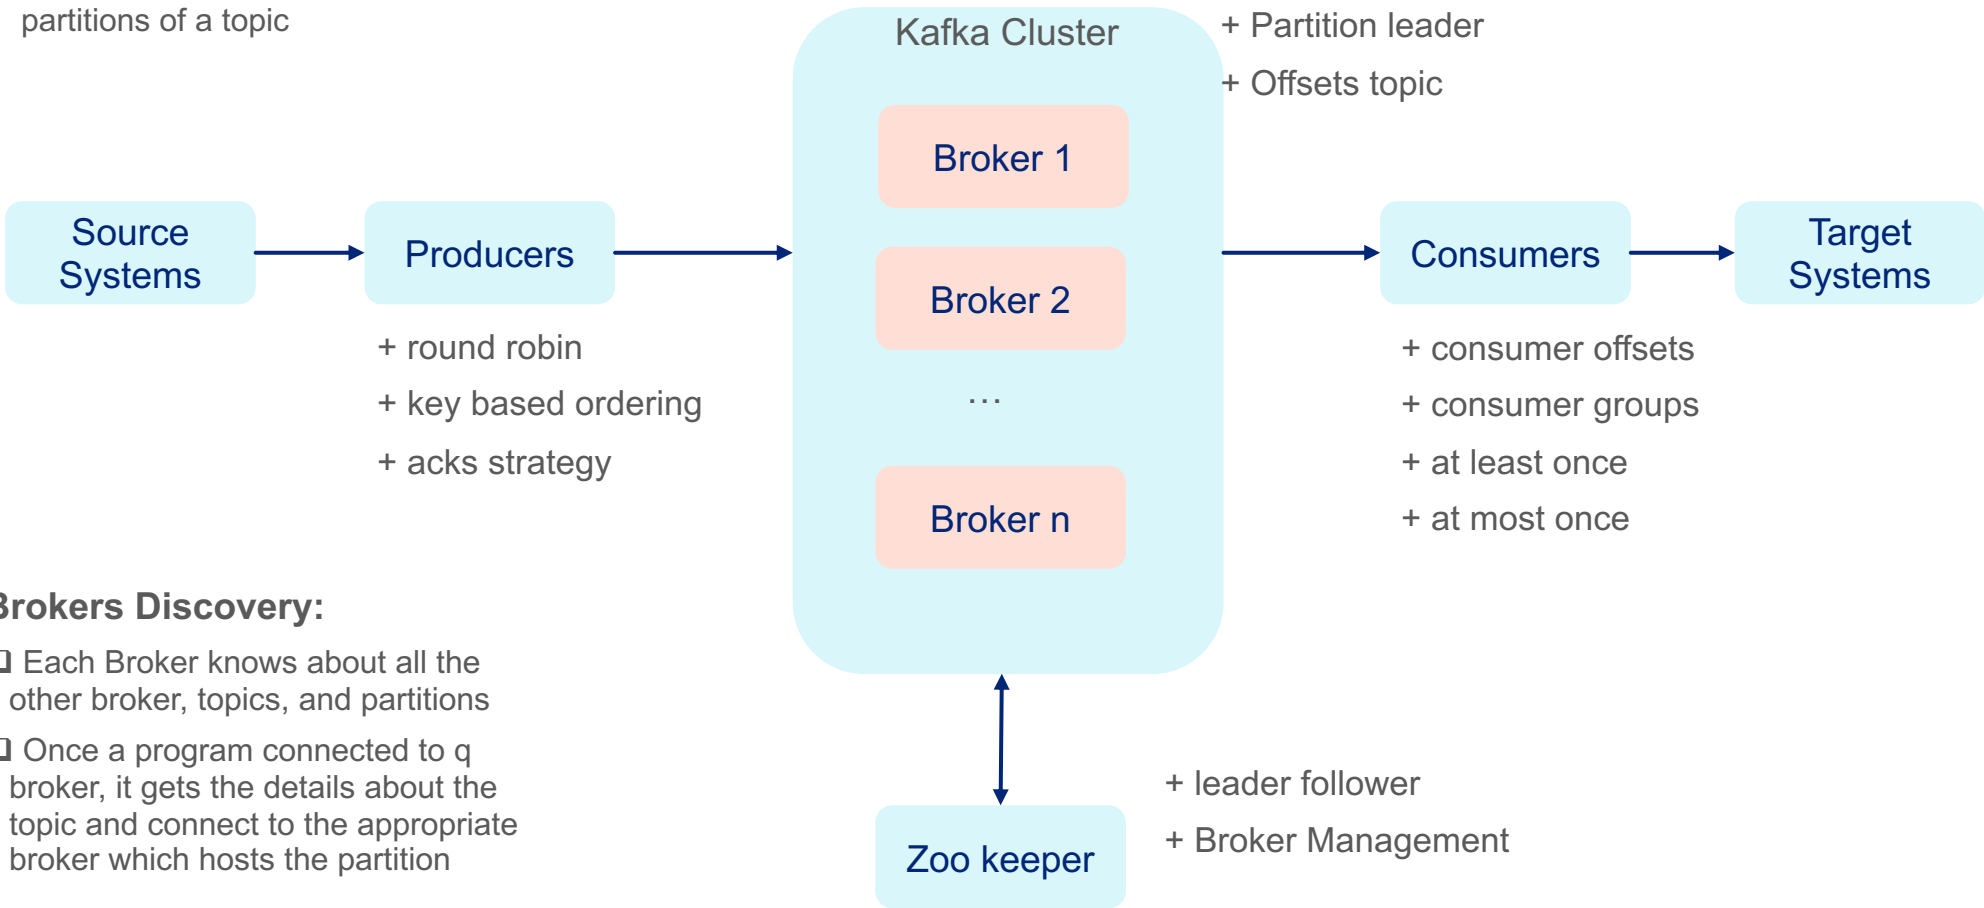 partitions of a topic
Kafka Cluster
+ Partition leader
+ Offsets topic
Broker 1
Source
Systems
Producers
Broker 2
Consumers
Target
Systems
+ round robin
+ key based ordering
+ acks strategy
...
Broker n
+ consumer offsets
+ consumer groups
+ at least once
+ at most once
Brokers Discovery:
❑ Each Broker knows about all the
other broker, topics, and partitions
❑ Once a program connected to q
broker, it gets the details about the
topic and connect to the appropriate
broker which hosts the partition
Zoo keeper
+ leader follower
+ Broker Management